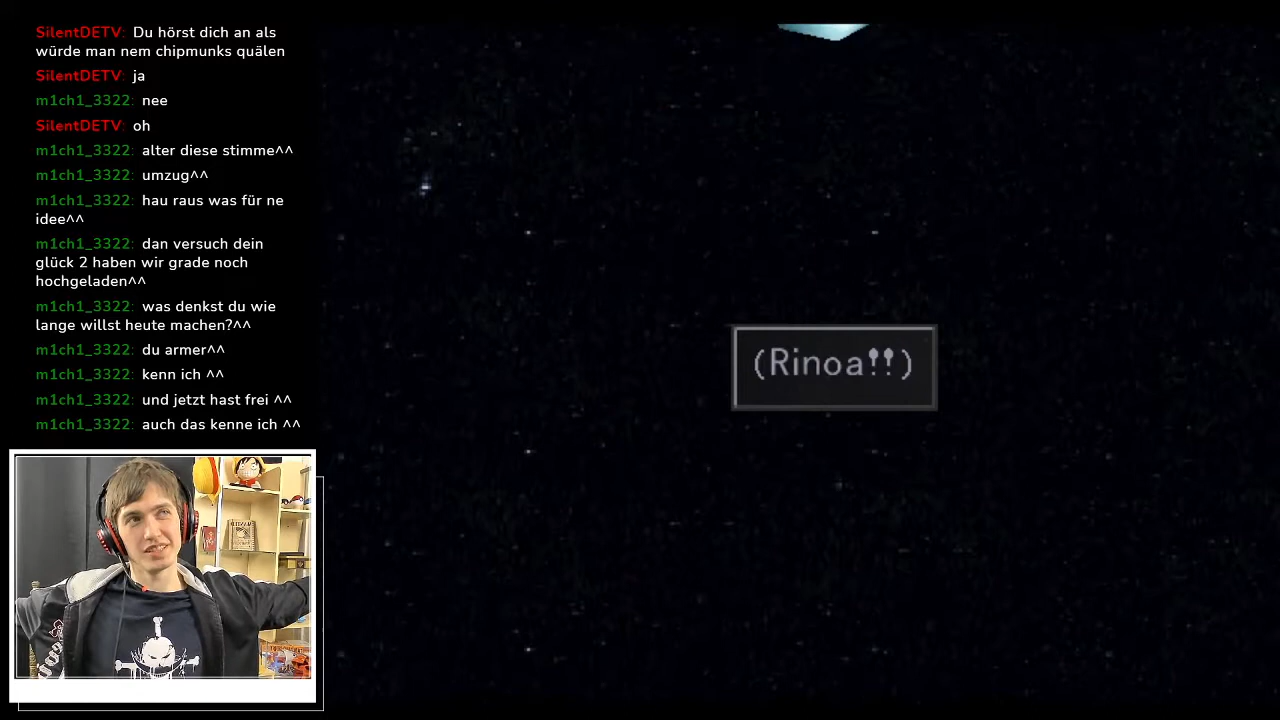 SilentDETV: Du hörst dich an als
würde man nem chipmunks quälen
SilentDETV: ja
m1ch1_3322: nee
SilentDETV: oh
m1ch1_3322: alter diese stimme^^
m1ch1_3322: umzug^^
m1ch1_3322: hau raus was für ne
idee^^
m1ch1_3322: dan versuch dein
glück 2 haben wir grade noch
hochgeladen^^
m1ch1_3322: was denkst du wie
lange willst heute machen?^^
m1ch1_3322: du armer^^
m1ch1_3322: kenn ich ^^
m1ch1_3322: und jetzt hast frei ^^
m1ch1_3322: auch das kenne ich ^^
(Rinoa!!)